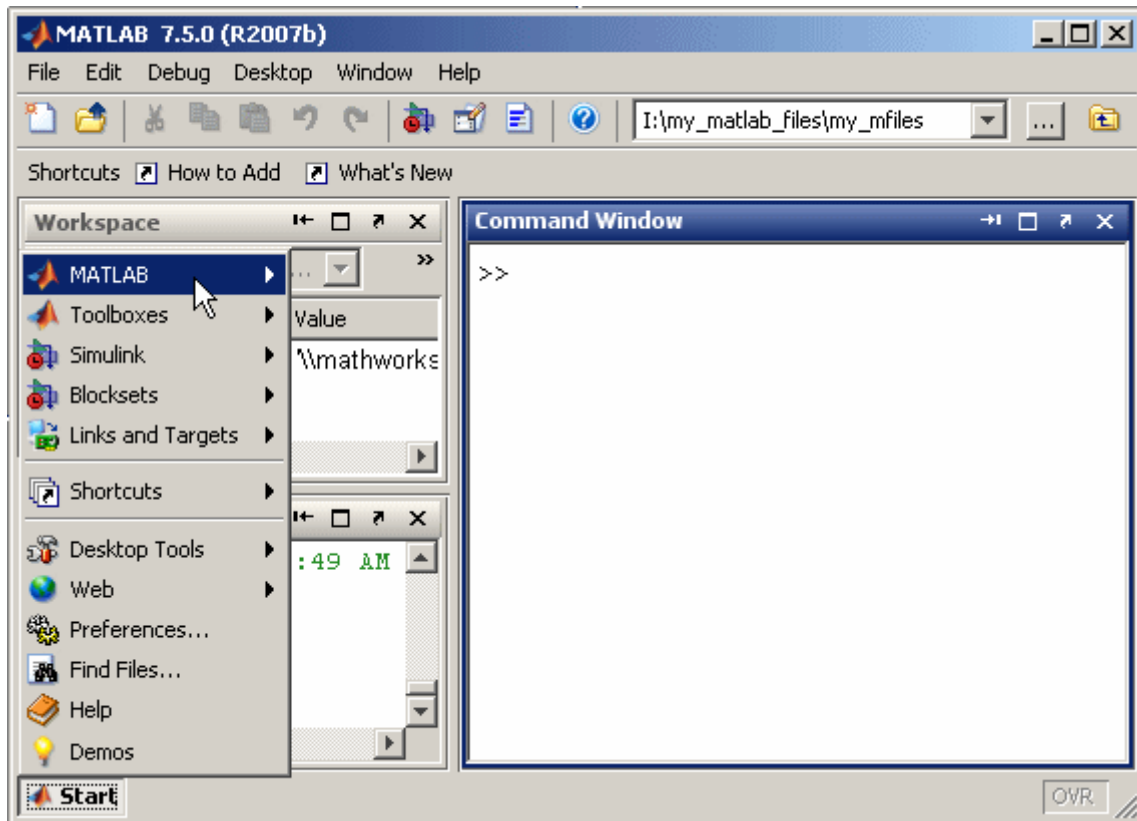 MATLAB 7.5.0 (R2007b)
File Edit Debug Desktop Window Help
I:\my_matlab_files\my_mfiles ...
Shortcuts How to Add What's New
Workspace
Command Window
MATLAB
...
>>
Toolboxes
Value
Simulink
'\\mathworks
Blocksets
Links and Targets
Shortcuts
Desktop Tools
:49 AM
Web
Preferences...
Find Files...
Help
Demos
Start
OVR